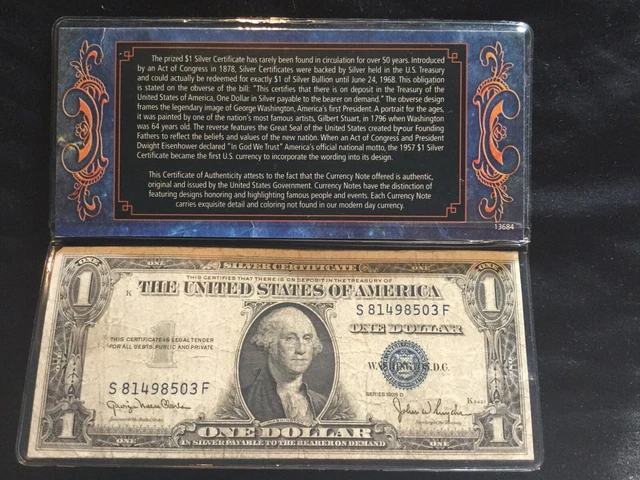 The prized $1 Silver Certificate has rarely been found in circulation for over 50 years. Introduced
by an Act of Congress in 1878, Silver Certificates were backed by Silver held in the U.S. Treasury
and could actually be redeemed for exactly $1 of Silver Bullion until June 24, 1968. This obligation
is stated on the obverse of the bill: "This certifies that there is on deposit in the Treasury of the
United States of America, One Dollar in Silver payable to the bearer on demand." The obverse design
frames the legendary image of George Washington, America's first President. A portrait for the ages,
it was painted by one of the nation's most famous artists, Gilbert Stuart, in 1796 when Washington
was 64 years old. The reverse features the Great Seal of the United States created by our Founding
Fathers to reflect the beliefs and values of the new nation. When an Act of Congress and President
Dwight Eisenhower declared "In God We Trust" America's official national motto, the 1957 $1 Silver
Certificate became the first U.S. currency to incorporate the wording into its design.
This Certificate of Authenticity attests to the fact that the Currency Note offered is authentic,
original and issued by the United States Government. Currency Notes have the distinction of
featuring designs honoring and highlighting famous people and events. Each Currency Note
carries exquisite detail and coloring not found in our modern day currency.
13684
ONE ONE SILVER CERTIFICATE ONE ONE
THIS CERTIFIES THAT THERE IS ON DEPOSIT IN THE TREASURY OF
1 K THE UNITED STATES OF AMERICA 1
S 81498503 F
ONE DOLLAR
1
THIS CERTIFICATE IS LEGAL TENDER
FOR ALL DEBTS, PUBLIC AND PRIVATE
WASHINGTON, D.C.
S 81498503 F
SERIES 1935 D
K
1 ONE DOLLAR 1
ONE IN SILVER PAYABLE TO THE BEARER ON DEMAND ONE